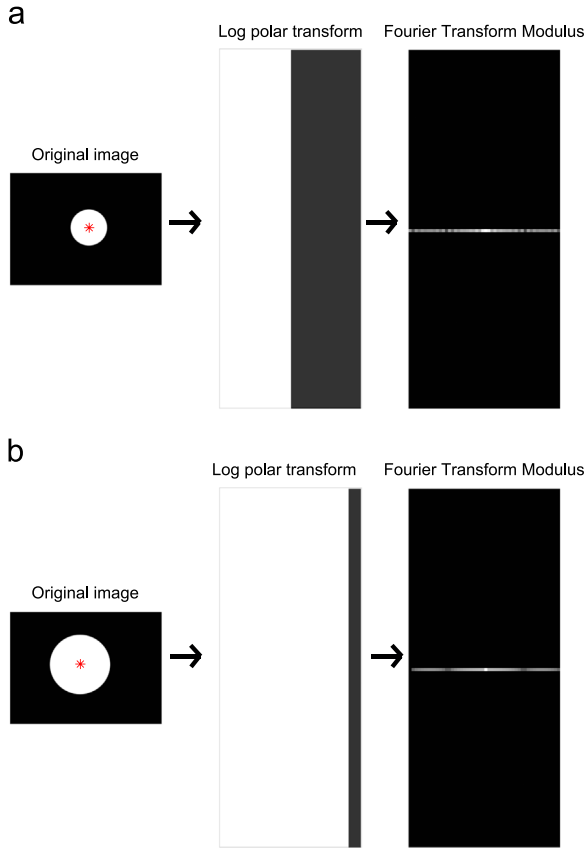 a
Log polar transform
Fourier Transform Modulus
Original image
b
Log polar transform
Fourier Transform Modulus
Original image